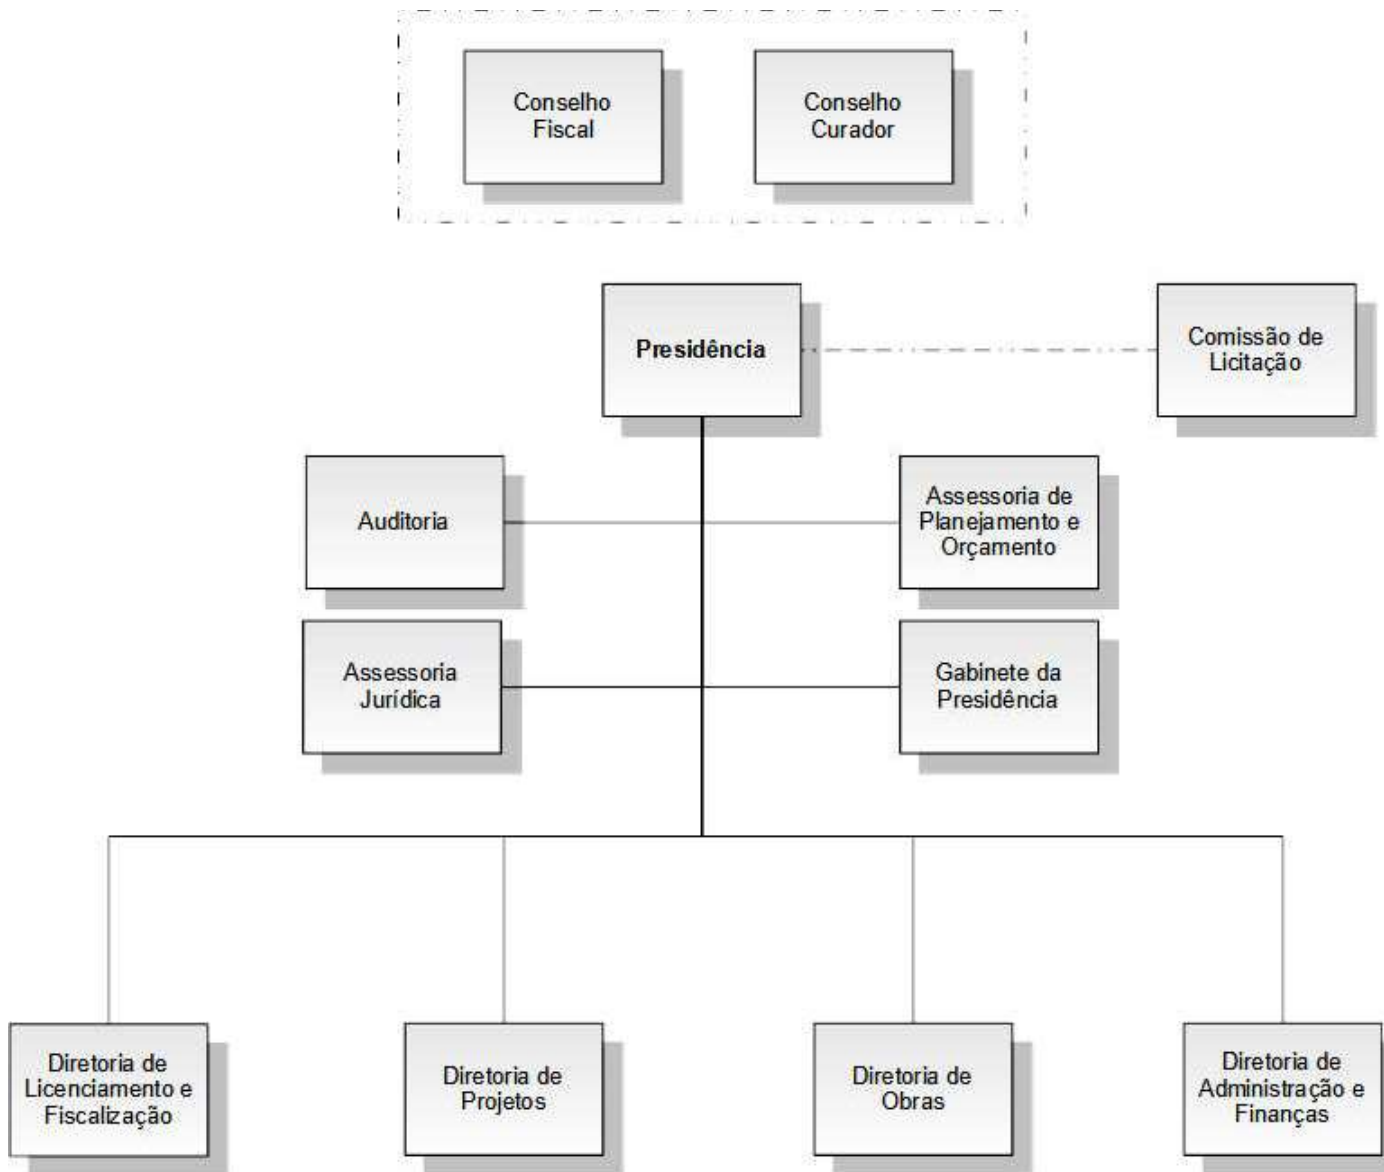 Conselho
Fiscal
Conselho
Curador
Presidência
Comissão de
Licitação
Auditoria
Assessoria de
Planejamento e
Orçamento
Assessoria
Jurídica
Gabinete da
Presidência
Diretoria de
Licenciamento e
Fiscalização
Diretoria de
Projetos
Diretoria de
Obras
Diretoria de
Administração e
Finanças